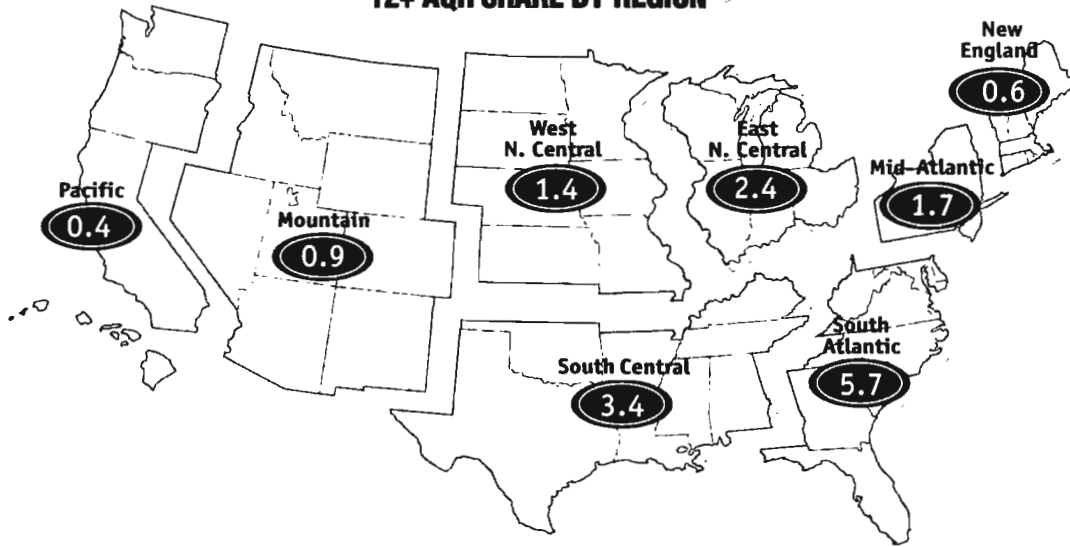 12+ AQH SHARE BY REGION
New
England
0.6
West
N. Central
1.4
East
N. Central
2.4
Mid-Atlantic
1.7
Pacific
0.4
Mountain
0.9
South
Atlantic
5.7
South Central
3.4